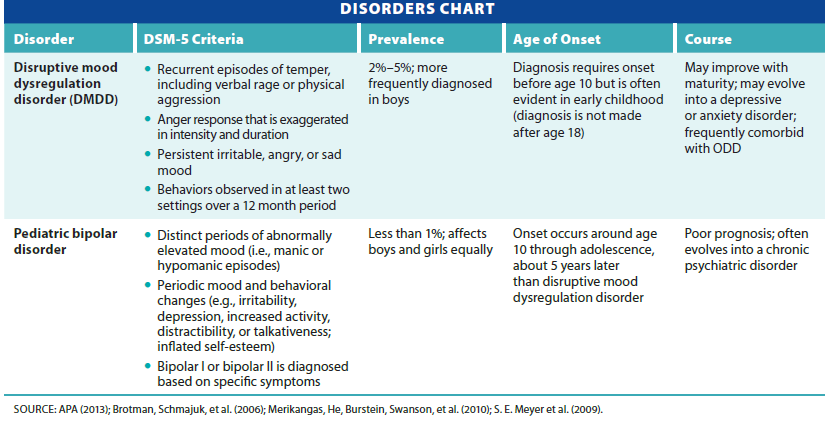 DISORDERS CHART
Disorder
DSM-5 Criteria
Prevalence
Age of Onset
Course
Disruptive mood
dysregulation
disorder (DMDD)
• Recurrent episodes of temper,
including verbal rage or physical
aggression
• Anger response that is exaggerated
in intensity and duration
• Persistent irritable, angry, or sad
mood
• Behaviors observed in at least two
settings over a 12 month period
2%–5%; more
frequently diagnosed
in boys
Diagnosis requires onset
before age 10 but is often
evident in early childhood
(diagnosis is not made
after age 18)
May improve with
maturity; may evolve
into a depressive
or anxiety disorder;
frequently comorbid
with ODD
Pediatric bipolar
disorder
• Distinct periods of abnormally
elevated mood (i.e., manic or
hypomanic episodes)
• Periodic mood and behavioral
changes (e.g., irritability,
depression, increased activity,
distractibility, or talkativeness;
inflated self-esteem)
• Bipolar I or bipolar II is diagnosed
based on specific symptoms
Less than 1%; affects
boys and girls equally
Onset occurs around age
10 through adolescence,
about 5 years later
than disruptive mood
dysregulation disorder
Poor prognosis; often
evolves into a chronic
psychiatric disorder
SOURCE: APA (2013); Brotman, Schmajuk, et al. (2006); Merikangas, He, Burstein, Swanson, et al. (2010); S. E. Meyer et al. (2009).